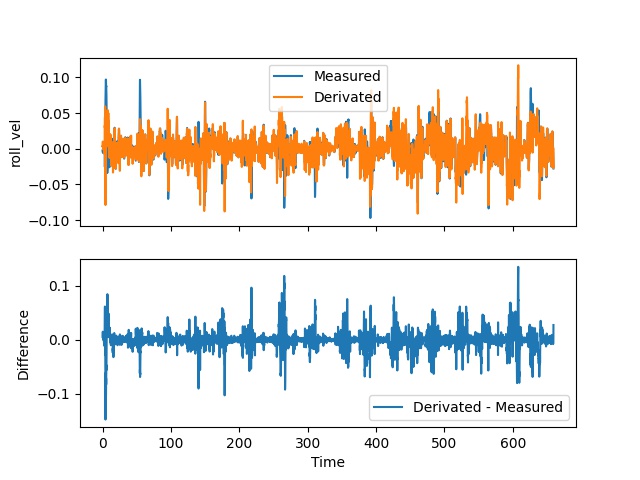 0.10
0.05
0.00
−0.05
−0.10
roll_vel
Measured
Derivated
0.1
0.0
−0.1
Difference
Derivated - Measured
0 100 200 300 400 500 600
Time